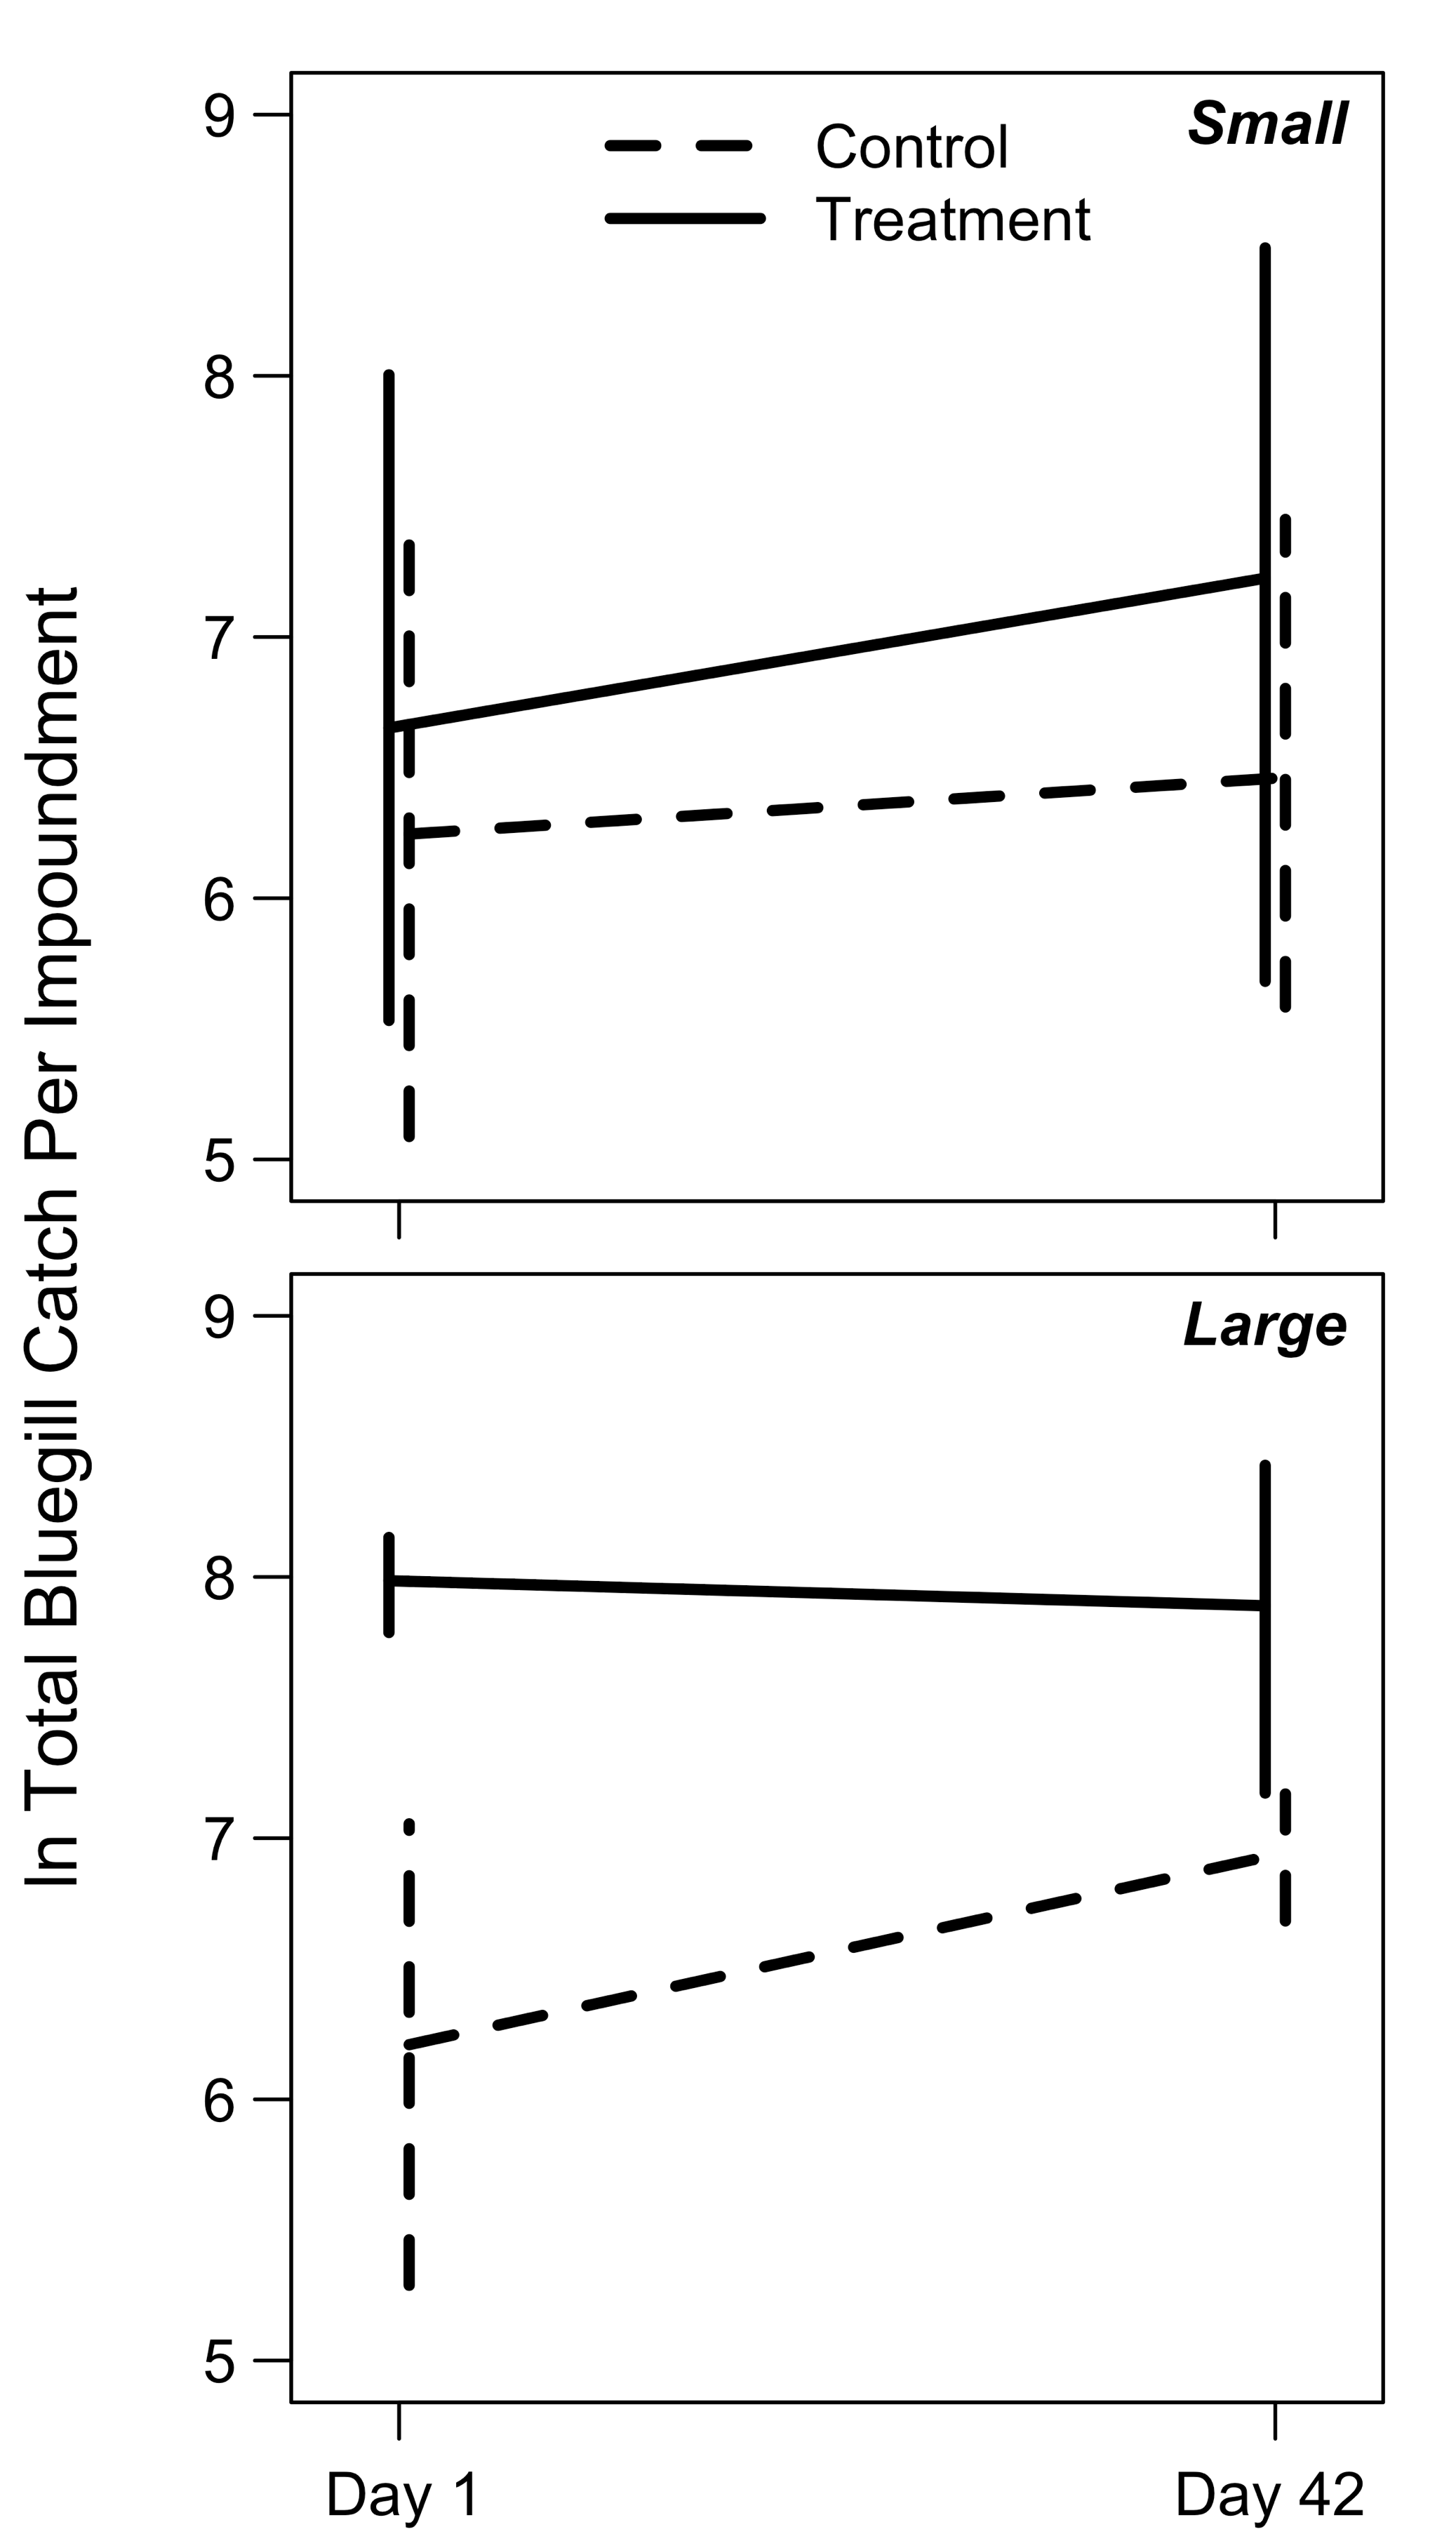 ln Total Bluegill Catch Per Impoundment
Small
Control
Treatment
9
8
7
6
5
Large
9
8
7
6
5
Day 1
Day 42